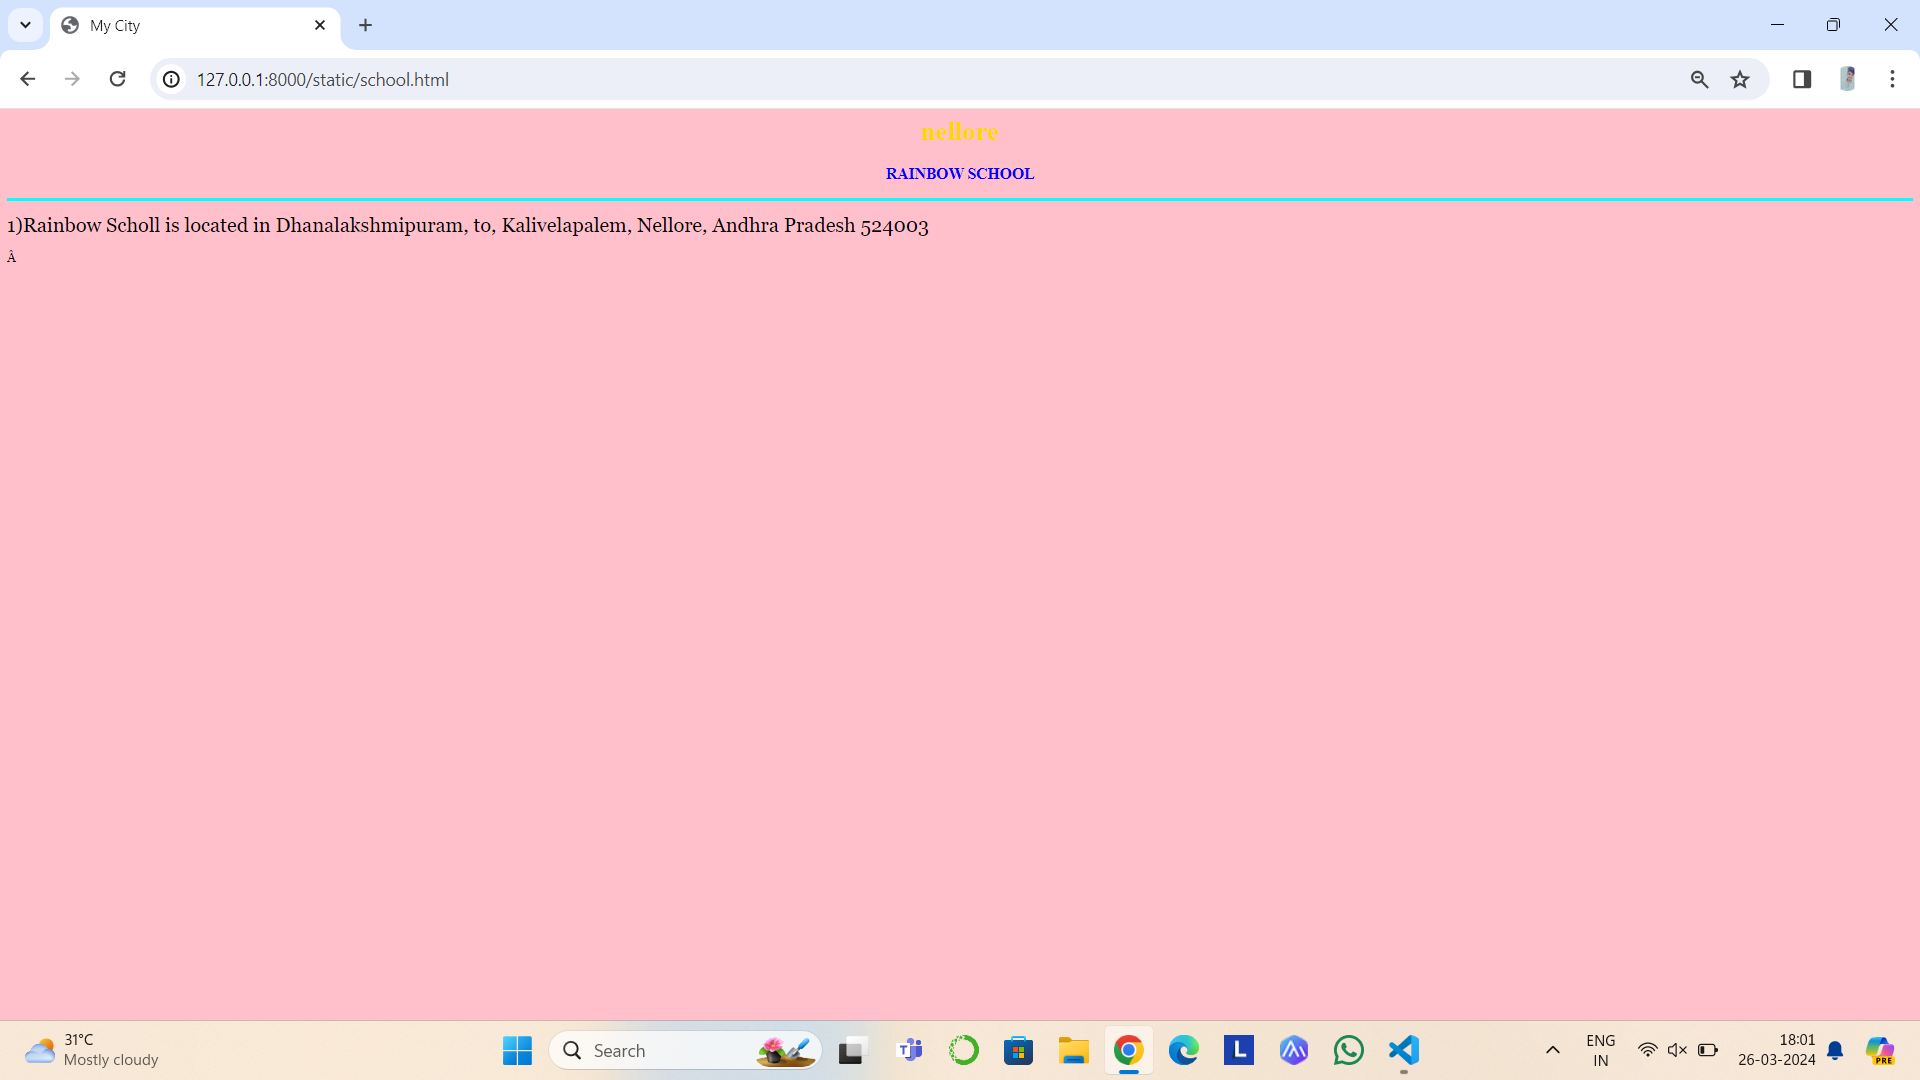 My City
127.0.0.1:8000/static/school.html
nellore
RAINBOW SCHOOL
1)Rainbow Scholl is located in Dhanalakshmipuram, to, Kalivelapalem, Nellore, Andhra Pradesh 524003
Â
31°C
Mostly cloudy
Search
L
ENG
IN
18:01
26-03-2024
PRE